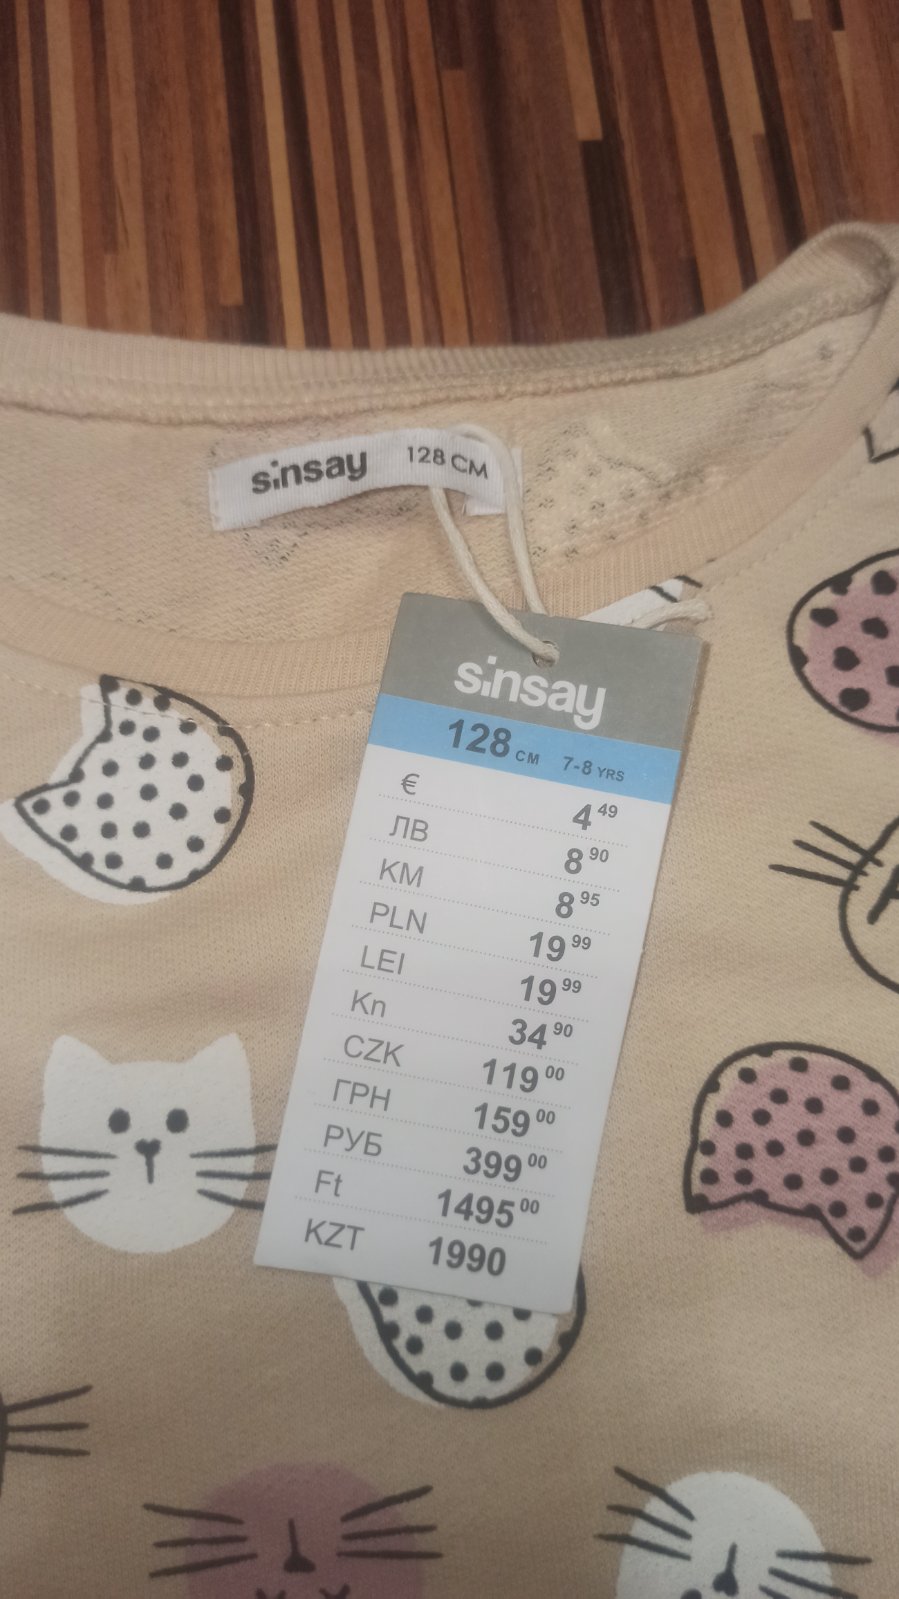 sinsay 128 CM
sinsay
128 CM 7-8 YRS
€ 4 49
ЛВ 8 90
KM 8 95
PLN 19 99
LEI 19 99
Kn 34 90
CZK 119 00
ГРН 159 00
РУБ 399 00
Ft 1495 00
KZT 1990